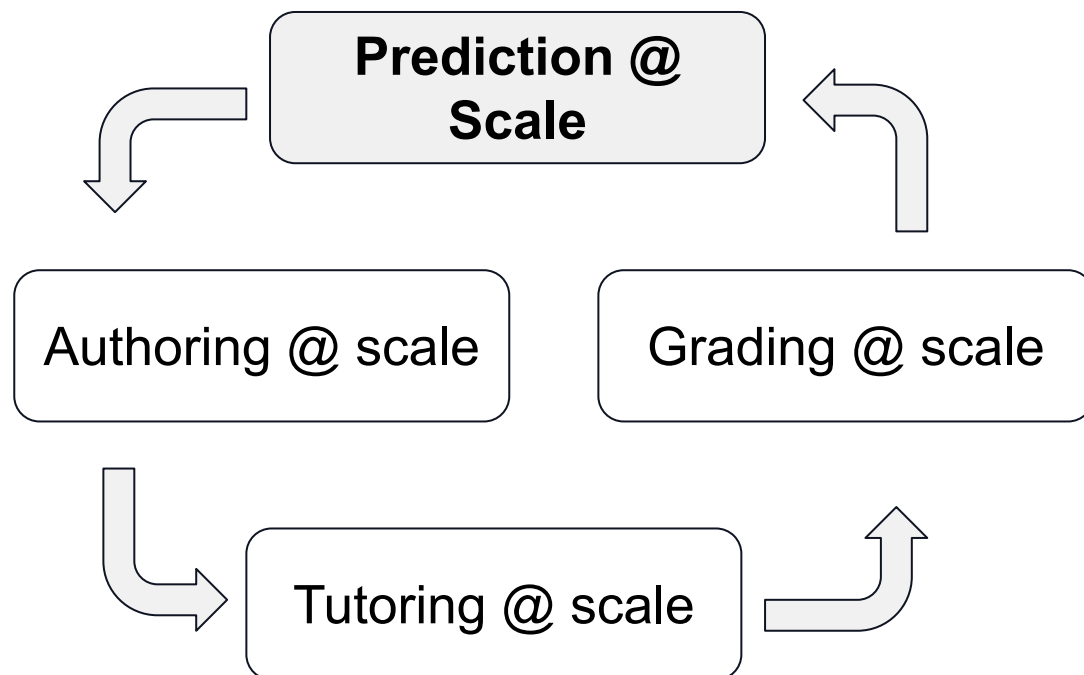 Prediction @
Scale
Authoring @ scale
Grading @ scale
Tutoring @ scale